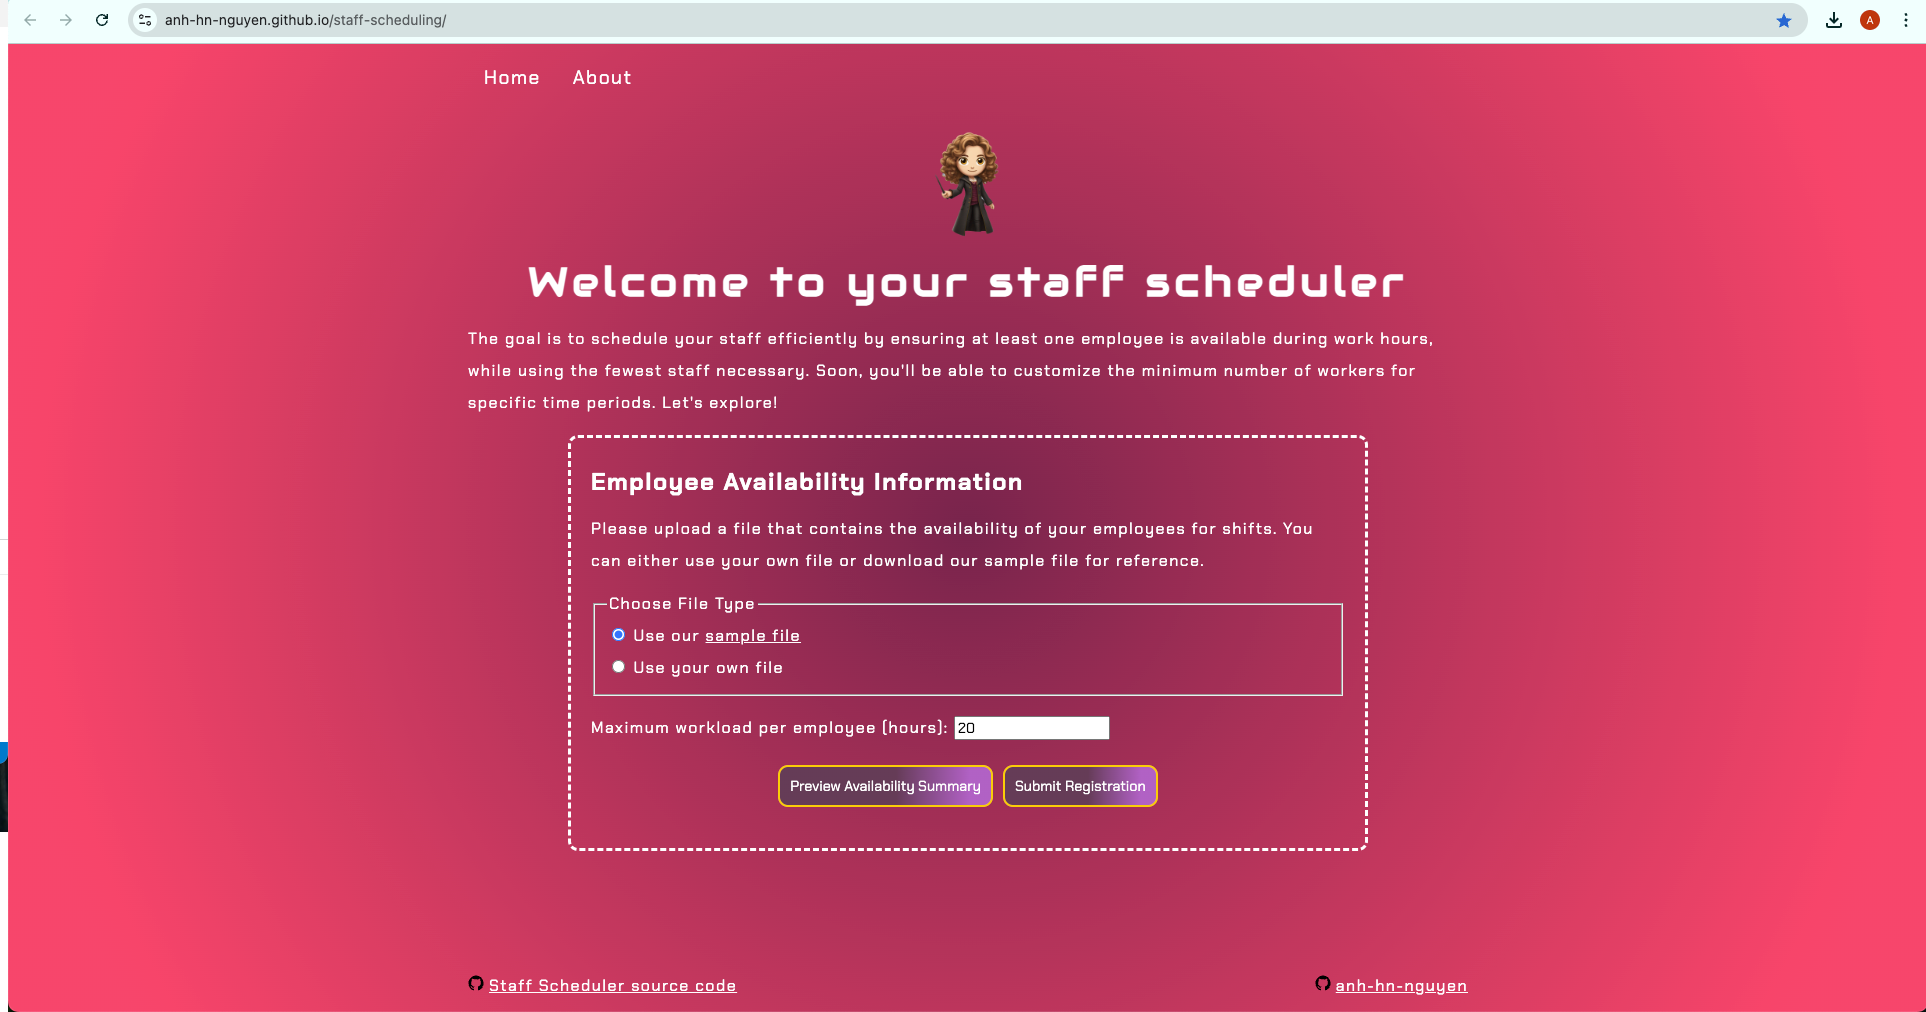 anh-hn-nguyen.github.io/staff-scheduling/
A
Home About
Welcome to your staff scheduler
The goal is to schedule your staff efficiently by ensuring at least one employee is available during work hours,
while using the fewest staff necessary. Soon, you'll be able to customize the minimum number of workers for
specific time periods. Let's explore!
Employee Availability Information
Please upload a file that contains the availability of your employees for shifts. You
can either use your own file or download our sample file for reference.
Choose File Type
Use our sample file
Use your own file
Maximum workload per employee (hours): 20
Preview Availability Summary Submit Registration
Staff Scheduler source code anh-hn-nguyen